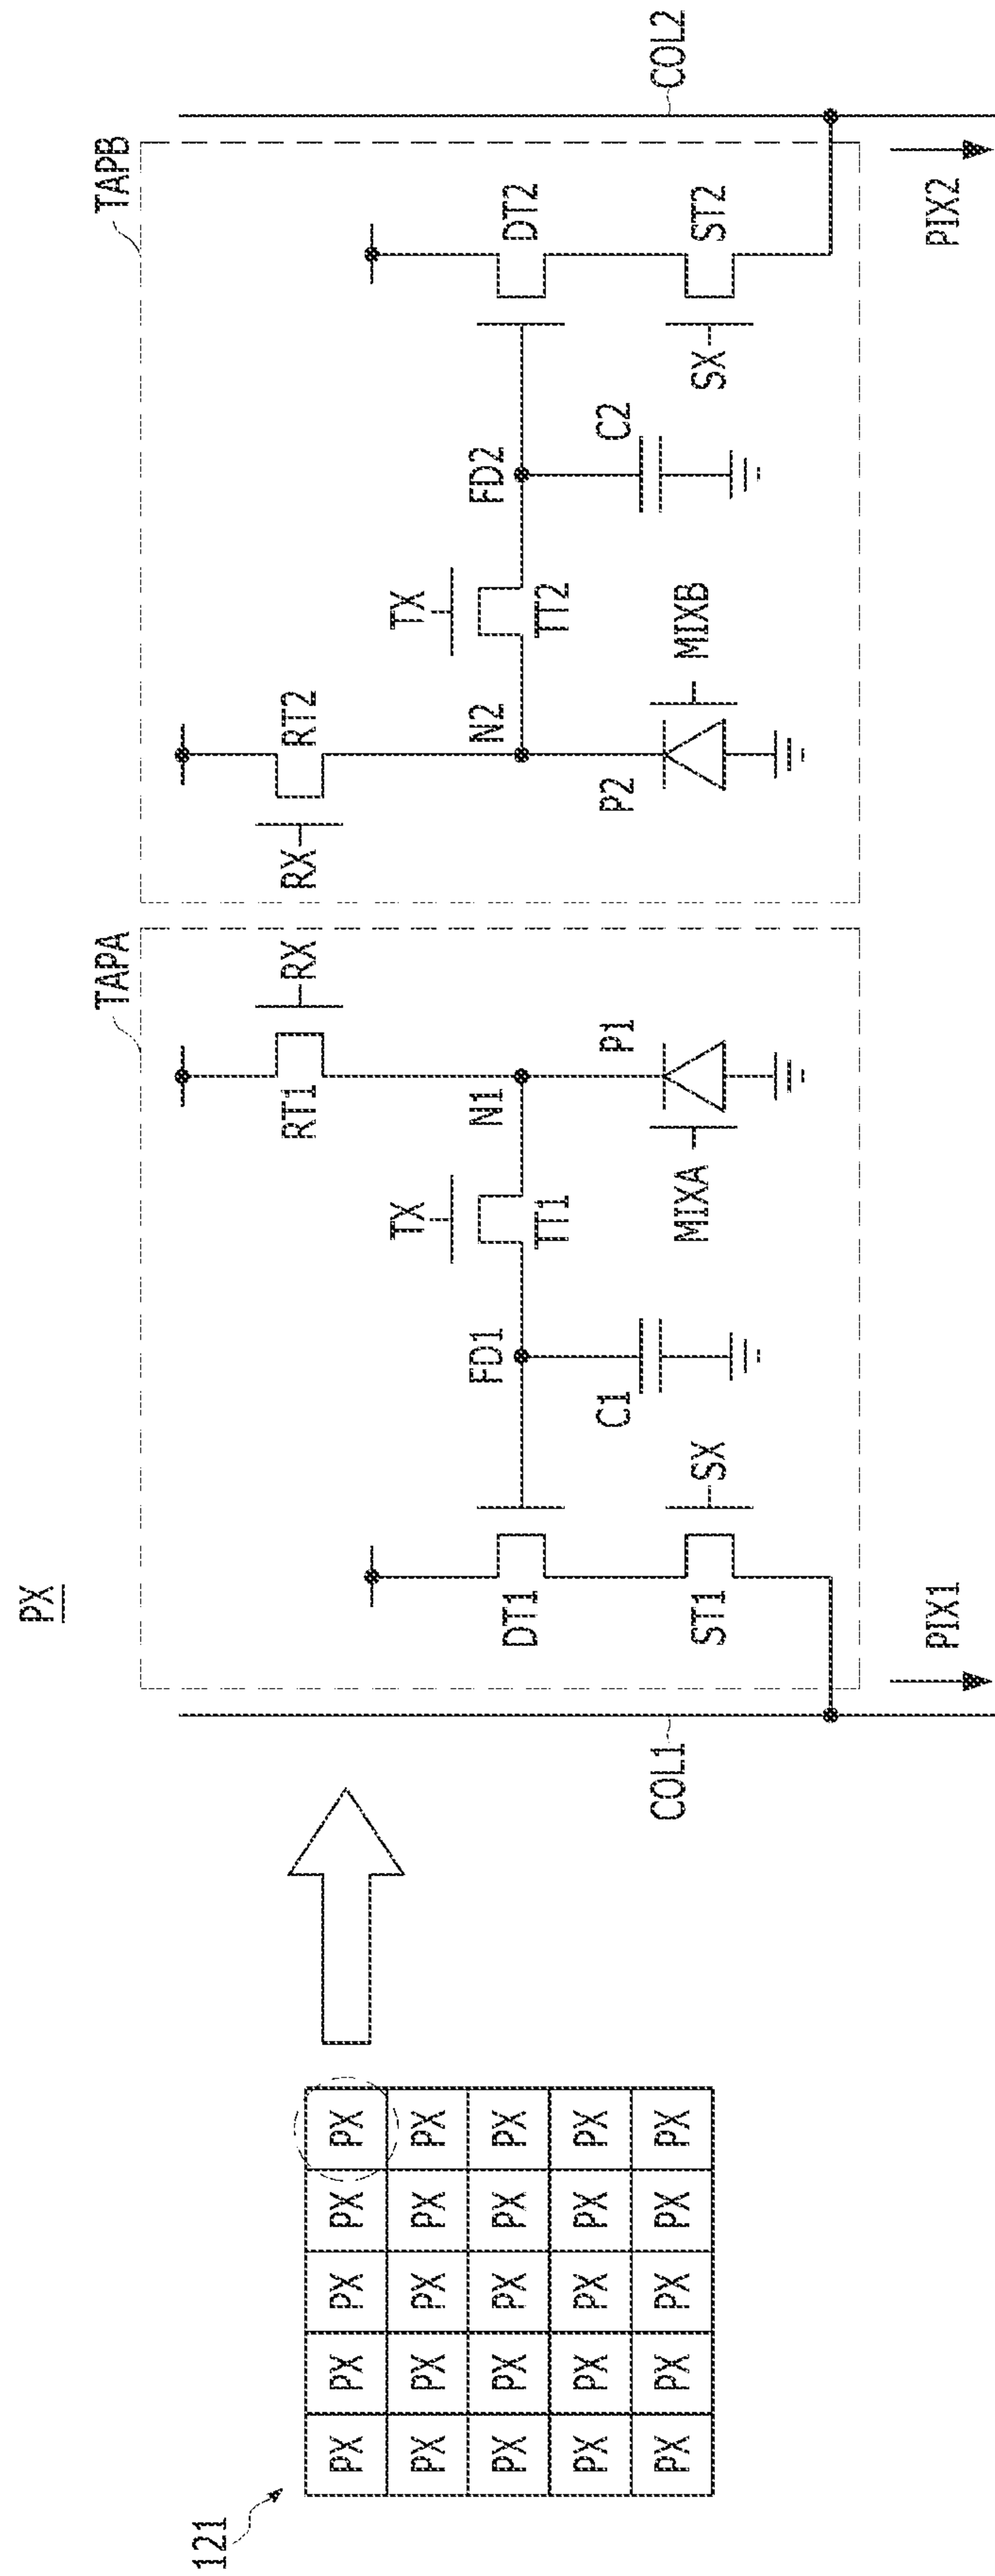 121
PX PX PX PX PX
PX PX PX PX PX
PX PX PX PX PX
PX PX PX PX PX
PX PX PX PX PX
PX
TAPA
TAPB
RT1
RX
RX
RT2
TX
TX
DT1
FD1
TT1
N1
N2
TT2
FD2
DT2
C1
P1
P2
C2
COL1
ST1
SX
MIXA
MIXB
SX
ST2
COL2
PIX1
PIX2